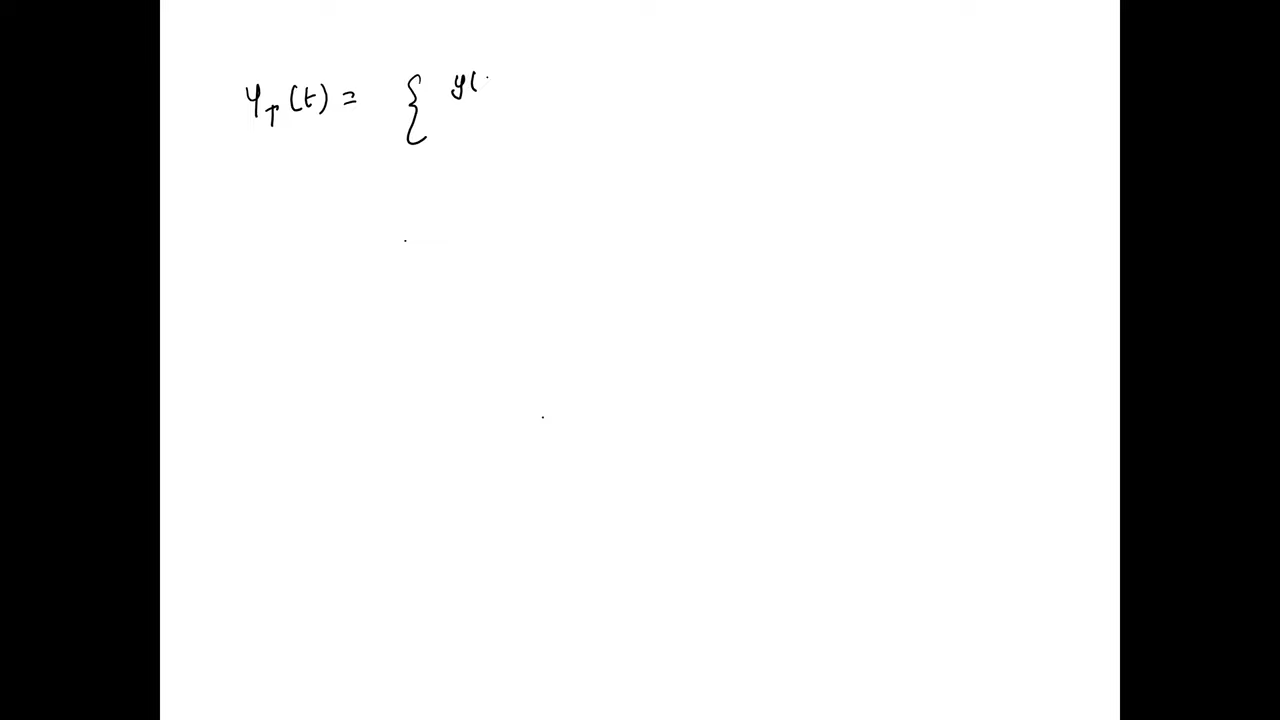 Y_T(t) = { y(